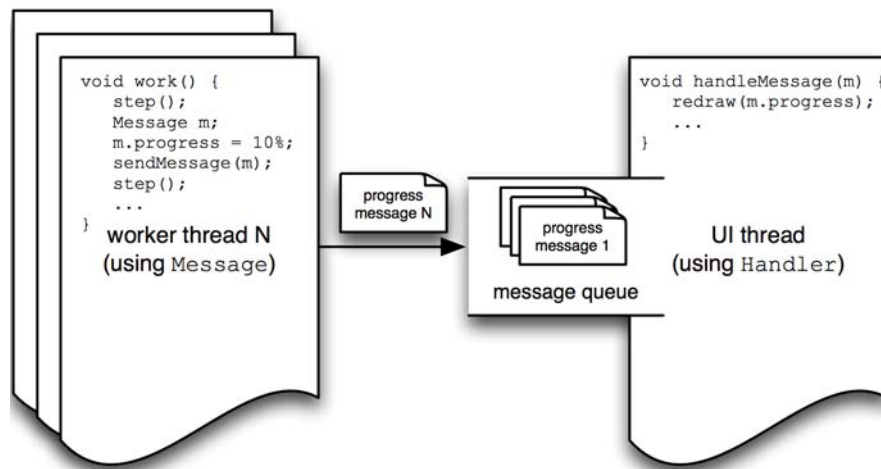 void work() {
step();
Message m;
m.progress = 10%;
sendMessage(m);
step();
...
}
worker thread N
(using Message)
progress
message N
progress
message 1
message queue
void handleMessage(m) {
redraw(m.progress);
...
}
UI thread
(using Handler)